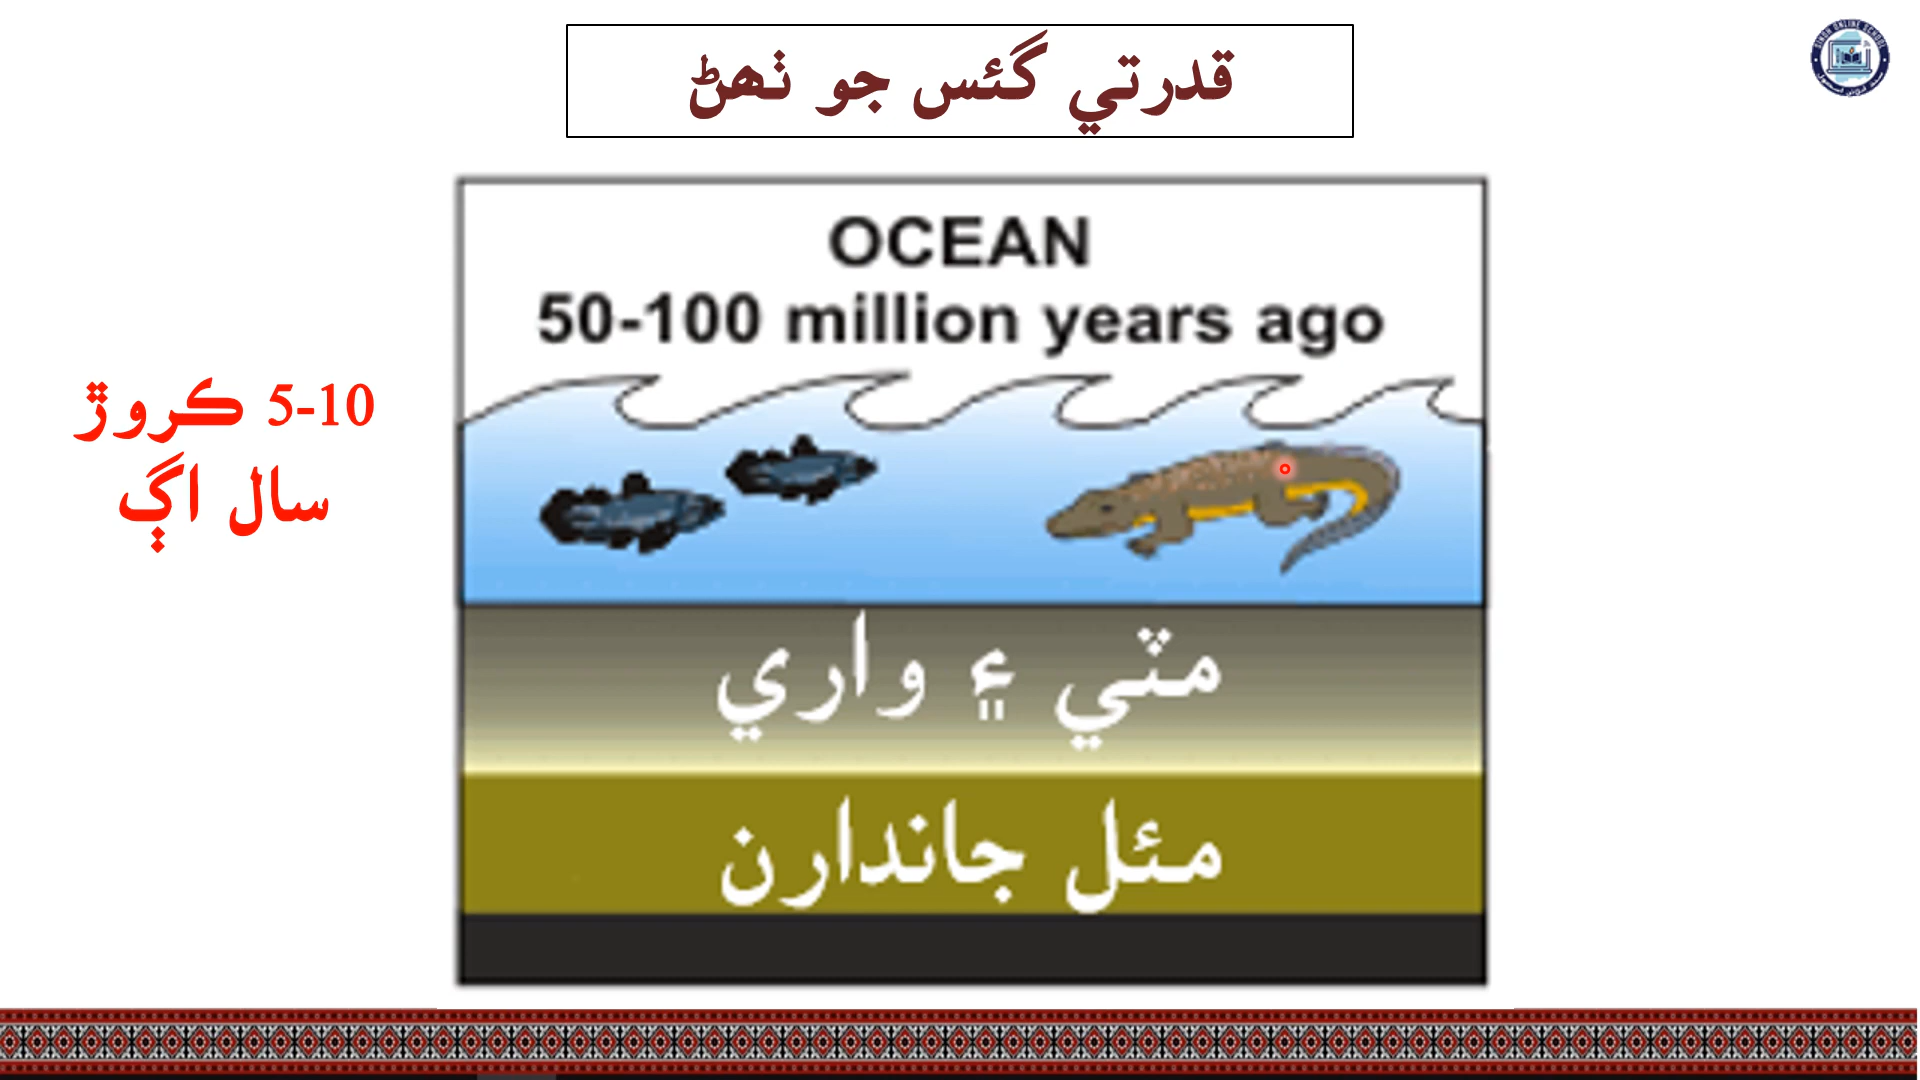 قدرتي گئس جو ٺهڻ
OCEAN
50-100 million years ago
5-10 ڪروڙ
سال اڳ
مٽي ۽ واري
مئل جاندارن